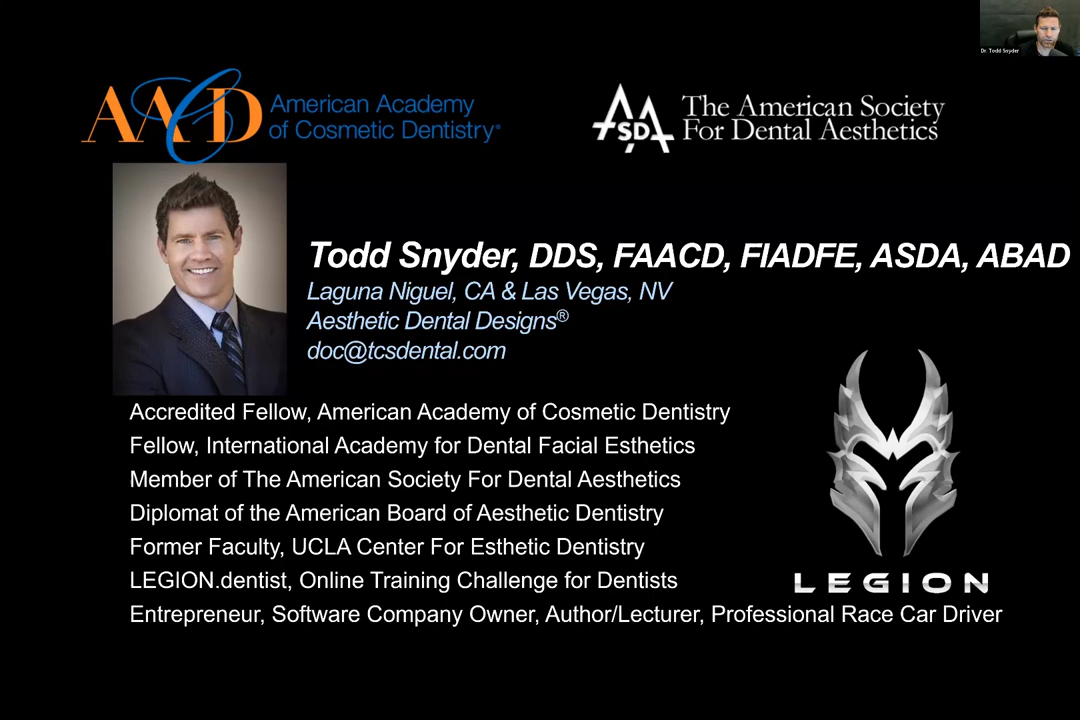 Dr. Todd Snyder
AACD American Academy
of Cosmetic Dentistry®
ASDA The American Society
For Dental Aesthetics
Todd Snyder, DDS, FAACD, FIADFE, ASDA, ABAD
Laguna Niguel, CA & Las Vegas, NV
Aesthetic Dental Designs®
doc@tcsdental.com
Accredited Fellow, American Academy of Cosmetic Dentistry
Fellow, International Academy for Dental Facial Esthetics
Member of The American Society For Dental Aesthetics
Diplomat of the American Board of Aesthetic Dentistry
Former Faculty, UCLA Center For Esthetic Dentistry
LEGION.dentist, Online Training Challenge for Dentists
Entrepreneur, Software Company Owner, Author/Lecturer, Professional Race Car Driver
LEGION